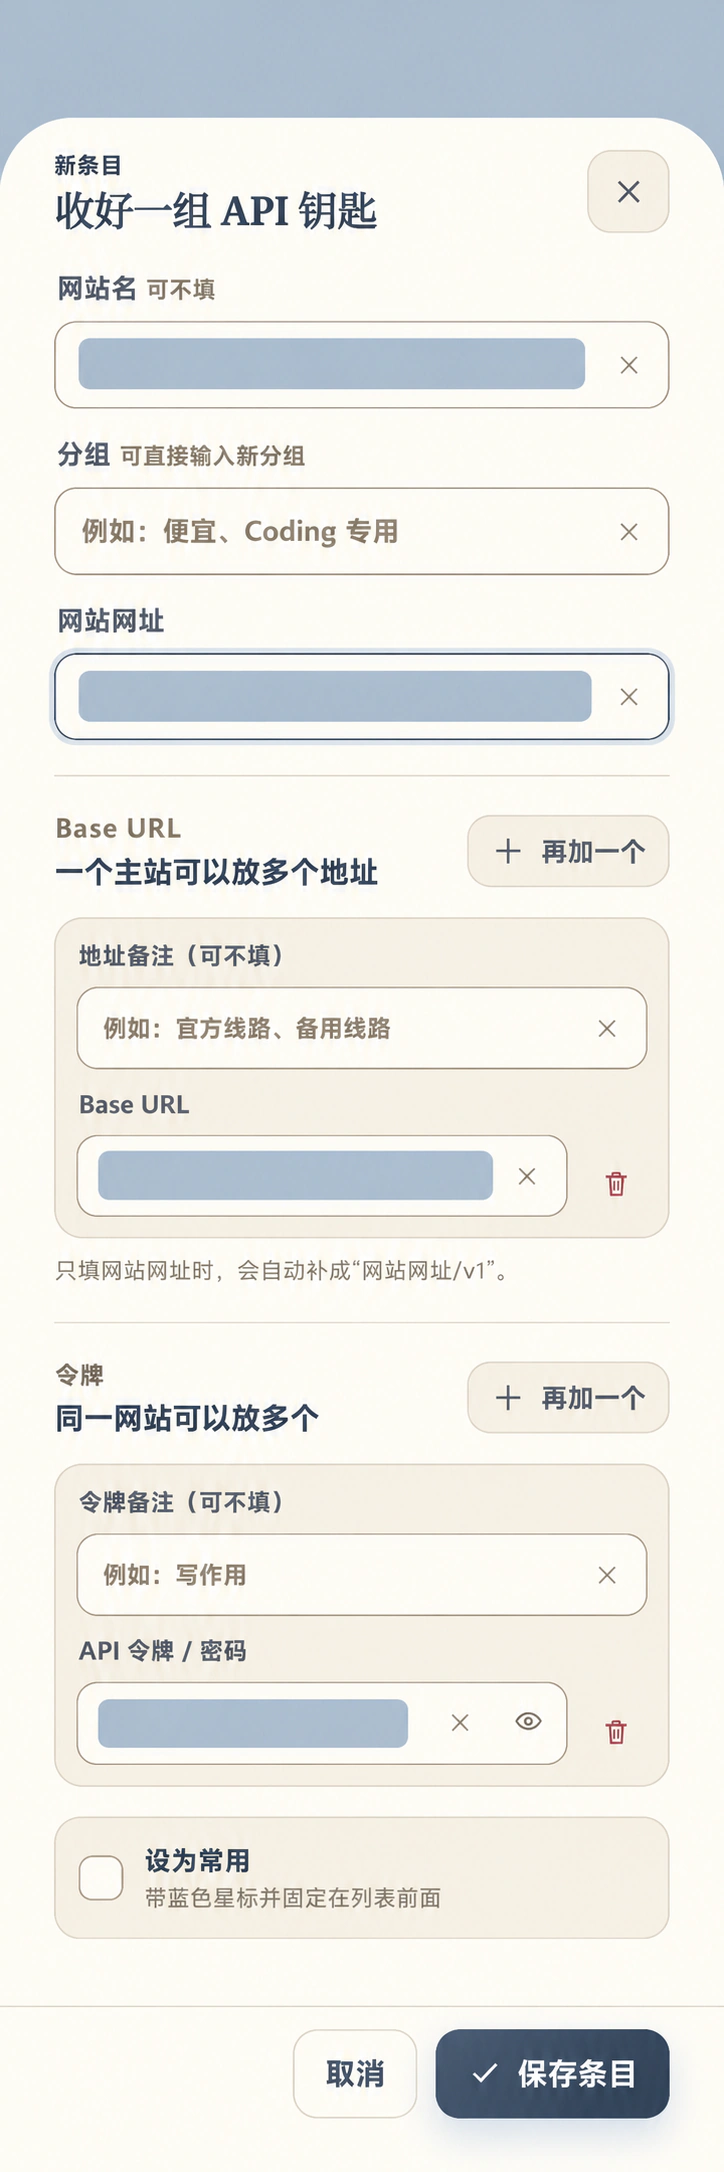 新条目
收好一组 API 钥匙
网站名 可不填
分组 可直接输入新分组
例如：便宜、Coding 专用
网站网址
Base URL
一个主站可以放多个地址
再加一个
地址备注（可不填）
例如：宜方线路、备用线路
Base URL
只填网站网址时，会自动补成“网站网址/v1”。
令牌
同一网站可以放多个
再加一个
令牌备注（可不填）
例如：写作用
API 令牌 / 密码
设为常用
带蓝色星标并固定在列表前面
取消
保存条目